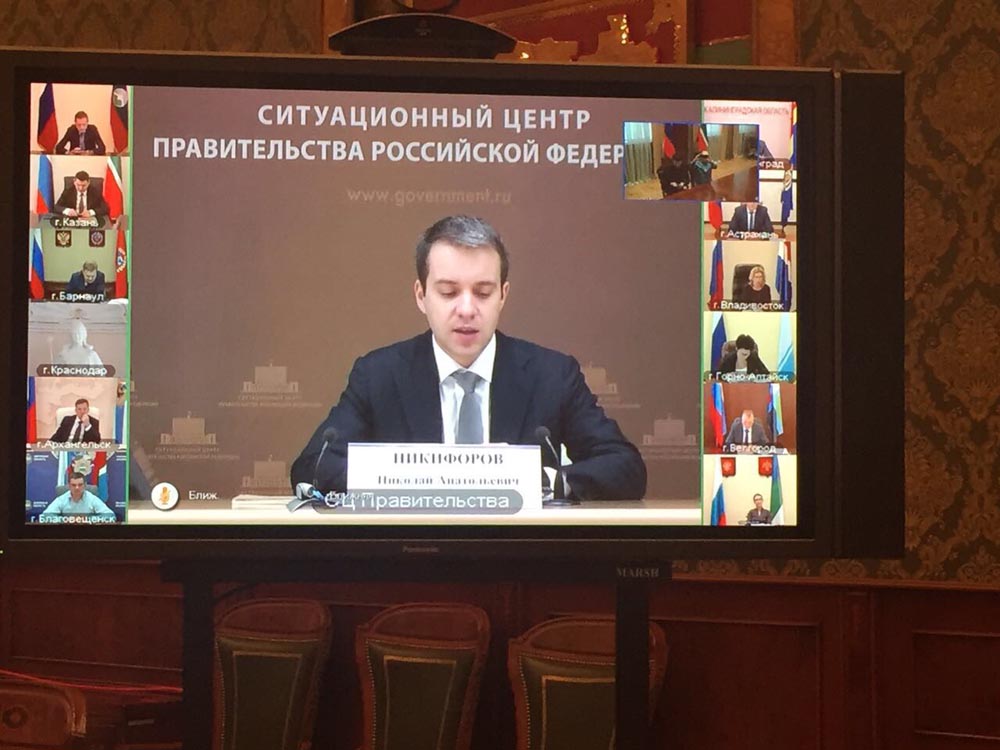 СИТУАЦИОННЫЙ ЦЕНТР
ПРАВИТЕЛЬСТВА РОССИЙСКОЙ ФЕДЕР
www.government.ru
КАЛИНИНГРАДСКАЯ ОБЛАСТЬ
град
г.Казань
г.Астрахань
г.Барнаул
г.Владивосток
г.Краснодар
г.Горно-Алтайск
г.Архангельск
г.Белгород
г.Благовещенск
Ближ.
НИКИФОРОВ
Николай Анатольевич
СЦ Правительства
Panasonic
MARSH